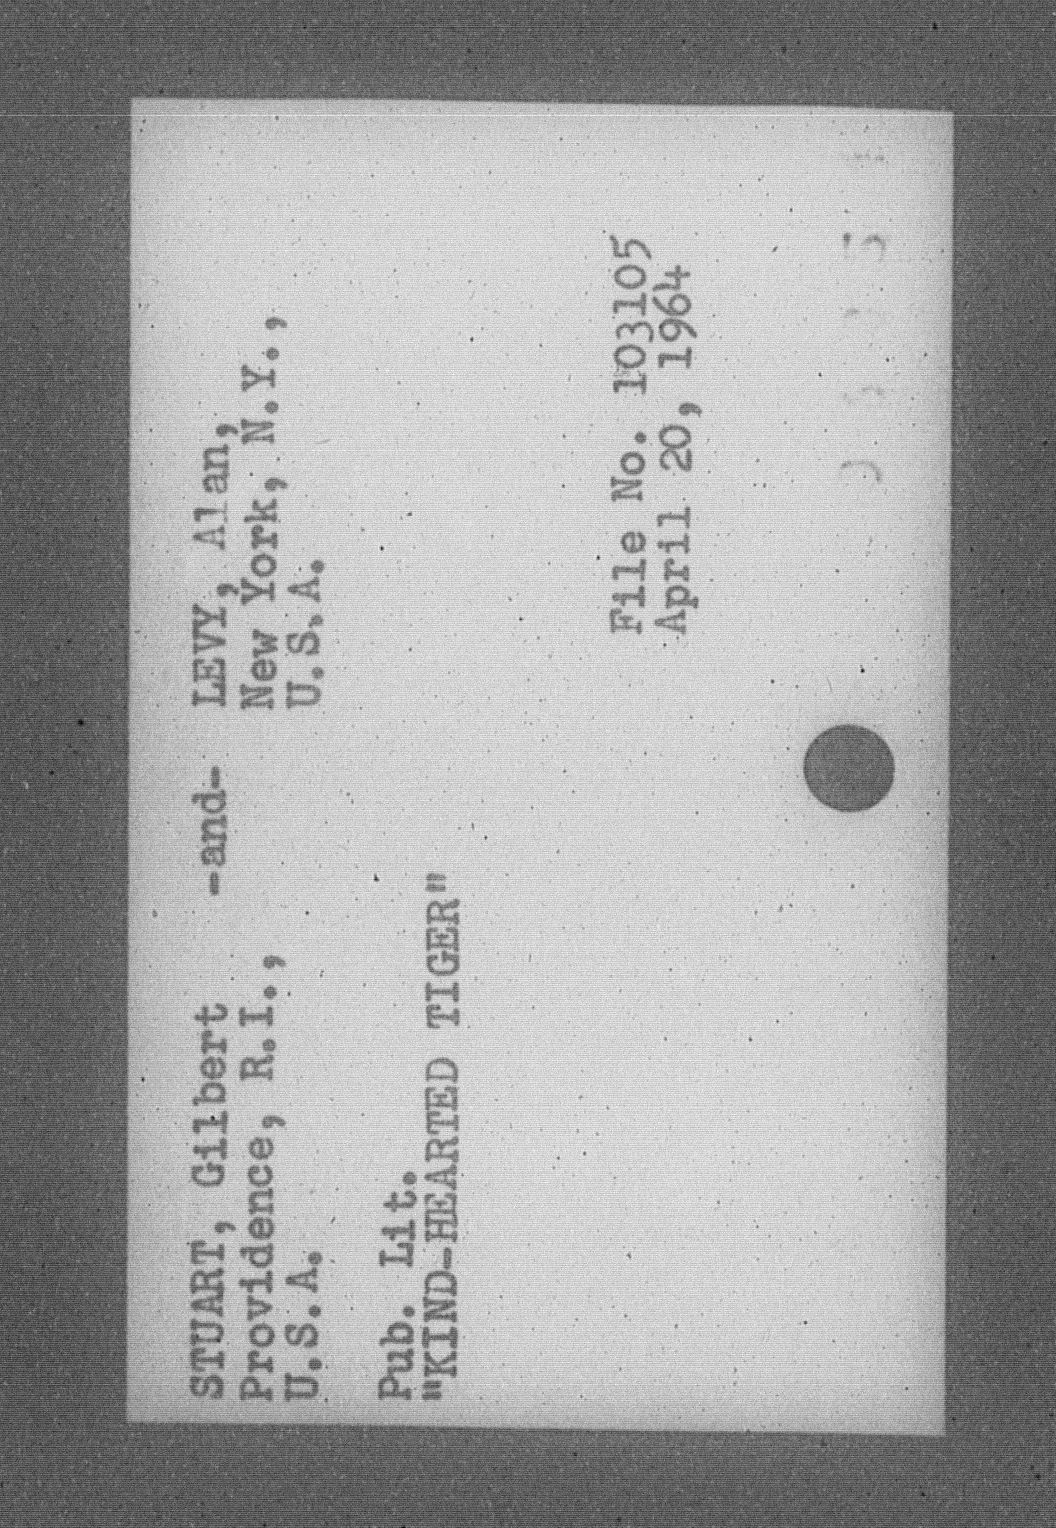 STUART, Gilbert -and- LEVY, Alan,
Providence, R.I., New York, N.Y.,
U.S.A. U.S.A.
Pub. Lit.
"KIND-HEARTED TIGER"
File No. 103105
April 20, 1964